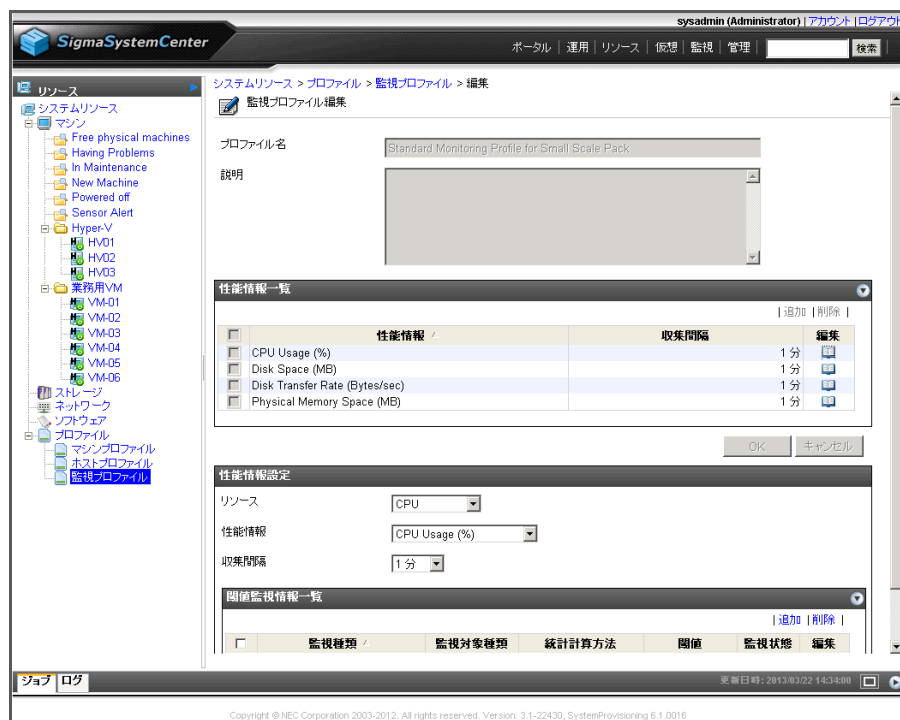 sysadmin (Administrator) | アカウント | ログアウト
SigmaSystemCenter
ポータル | 運用 | リソース | 仮想 | 監視 | 管理 | 検索
リソース
システムリソース
マシン
Free physical machines
Having Problems
In Maintenance
New Machine
Powered off
Sensor Alert
Hyper-V
HV01
HV02
HV03
業務用VM
VM-01
VM-02
VM-03
VM-04
VM-05
VM-06
ストレージ
ネットワーク
ソフトウェア
プロファイル
マシンプロファイル
ホストプロファイル
監視プロファイル
システムリソース > プロファイル > 監視プロファイル > 編集
監視プロファイル編集
プロファイル名 Standard Monitoring Profile for Small Scale Pack
説明
性能情報一覧
| 追加 | 削除 |
性能情報 収集間隔 編集
CPU Usage (%) 1 分
Disk Space (MB) 1 分
Disk Transfer Rate (Bytes/sec) 1 分
Physical Memory Space (MB) 1 分
OK キャンセル
性能情報設定
リソース CPU
性能情報 CPU Usage (%)
収集間隔 1 分
閾値監視情報一覧
| 追加 | 削除 |
監視種類 監視対象種類 統計計算方法 閾値 監視状態 編集
ジョブ ログ 更新日時 : 2013/03/22 14:34:00
Copyright © NEC Corporation 2003-2012. All rights reserved. Version: 3.1-22430, SystemProvisioning 6.1.0016